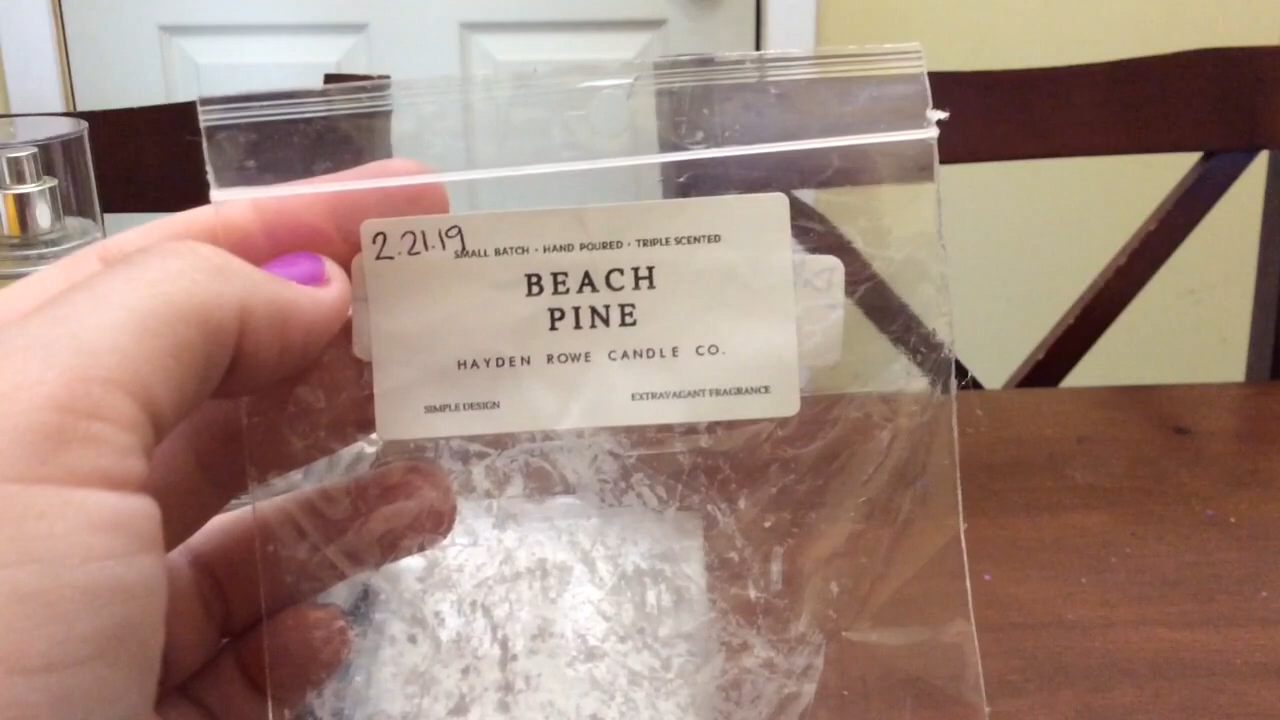 2.21.19
SMALL BATCH • HAND POURED • TRIPLE SCENTED
BEACH
PINE
HAYDEN ROWE CANDLE CO.
SIMPLE DESIGN
EXTRAVAGANT FRAGRANCE